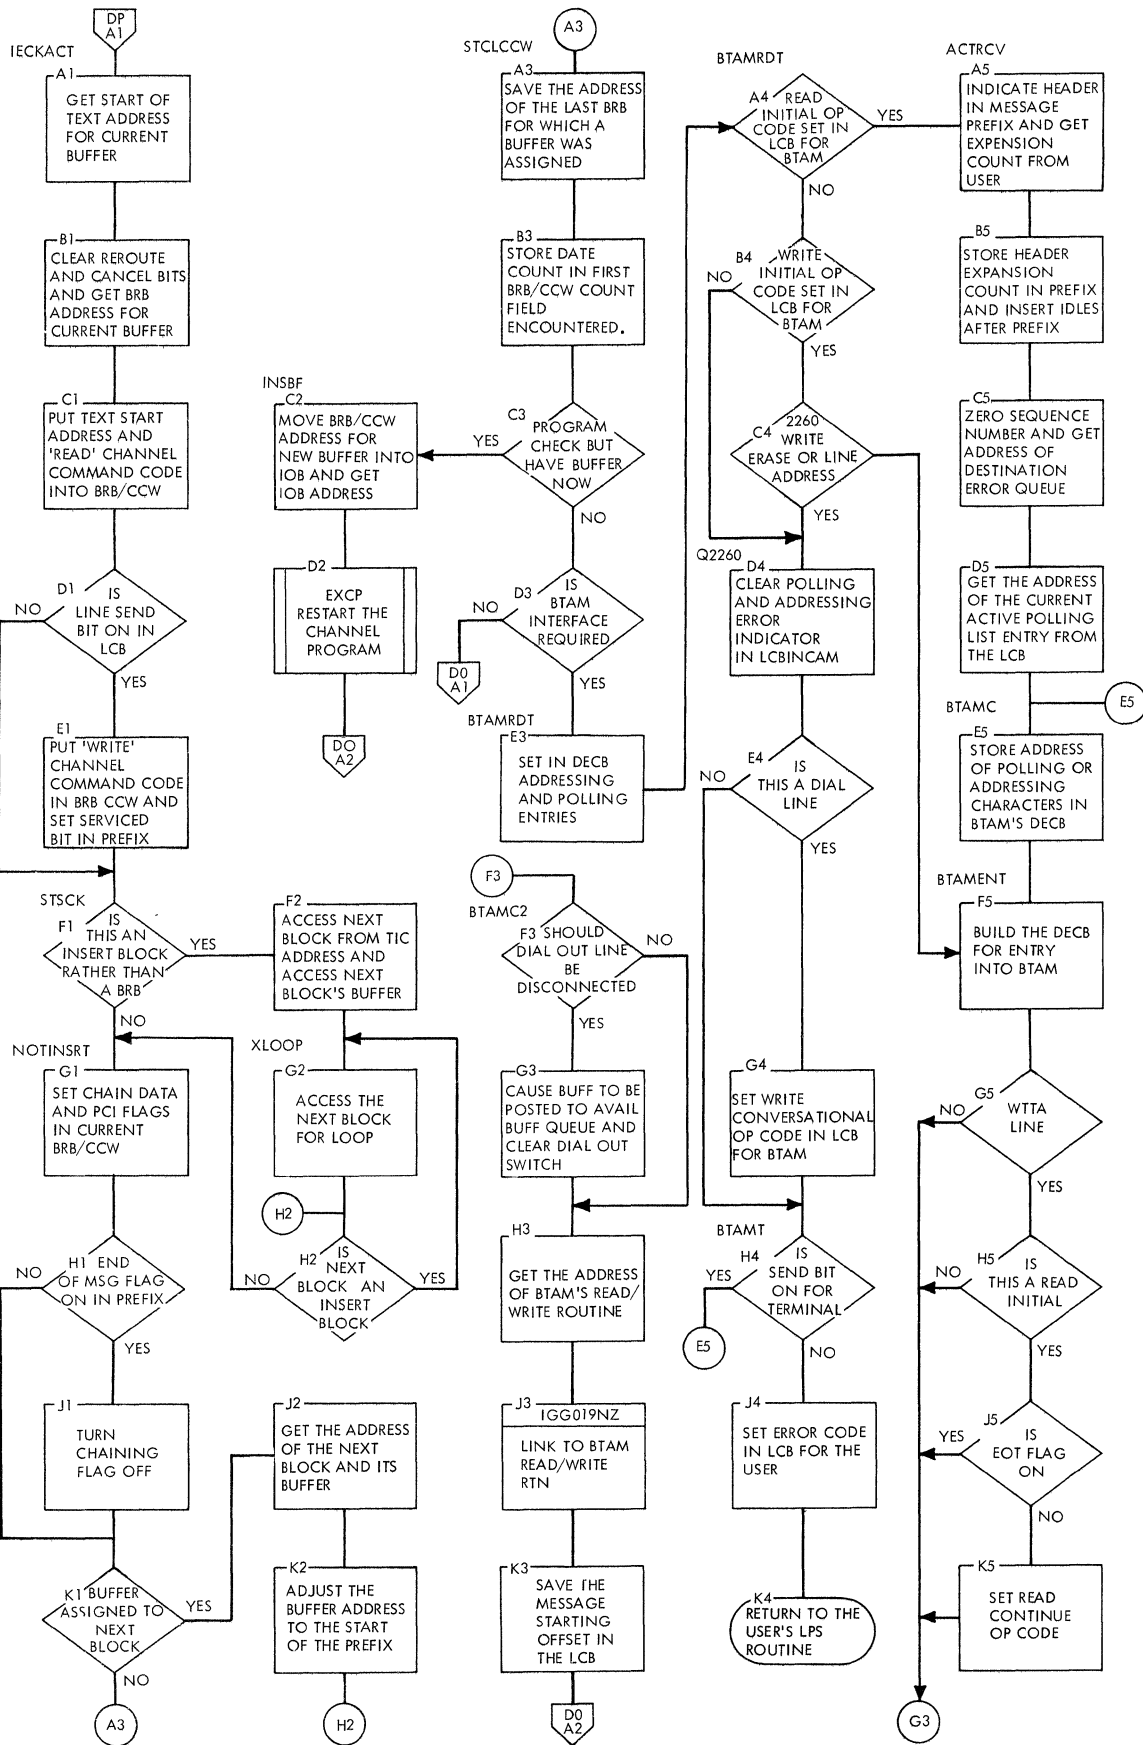 DP
A1
IECKACT
A1
GET START OF
TEXT ADDRESS
FOR CURRENT
BUFFER
B1
CLEAR REROUTE
AND CANCEL BITS
AND GET BRB
ADDRESS FOR
CURRENT BUFFER
C1
PUT TEXT START
ADDRESS AND
'READ' CHANNEL
COMMAND CODE
INTO BRB/CCW
D1
IS
LINE SEND
BIT ON IN
LCB
NO
YES
E1
PUT 'WRITE'
CHANNEL
COMMAND CODE
IN BRB CCW AND
SET SERVICED
BIT IN PREFIX
STSCK
F1
IS
THIS AN
INSERT BLOCK
RATHER THAN
A BRB
YES
NO
NOTINSRT
G1
SET CHAIN DATA
AND PCI FLAGS
IN CURRENT
BRB/CCW
H1 END
OF MSG FLAG
ON IN PREFIX
NO
YES
J1
TURN
CHAINING
FLAG OFF
K1 BUFFER
ASSIGNED TO
NEXT
BLOCK
YES
NO
A3
INSBF
C2
MOVE BRB/CCW
ADDRESS FOR
NEW BUFFER INTO
IOB AND GET
IOB ADDRESS
D2
EXCP
RESTART THE
CHANNEL
PROGRAM
DO
A2
F2
ACCESS NEXT
BLOCK FROM TIC
ADDRESS AND
ACCESS NEXT
BLOCK'S BUFFER
XLOOP
G2
ACCESS THE
NEXT BLOCK
FOR LOOP
H2
H2
IS
NEXT
BLOCK AN
INSERT
BLOCK
NO
YES
J2
GET THE ADDRESS
OF THE NEXT
BLOCK AND ITS
BUFFER
K2
ADJUST THE
BUFFER ADDRESS
TO THE START
OF THE PREFIX
H2
A3
STCLCCW
A3
SAVE THE ADDRESS
OF THE LAST BRB
FOR WHICH A
BUFFER WAS
ASSIGNED
B3
STORE DATE
COUNT IN FIRST
BRB/CCW COUNT
FIELD
ENCOUNTERED.
C3
PROGRAM
CHECK BUT
HAVE BUFFER
NOW
YES
NO
D3
IS
BTAM
INTERFACE
REQUIRED
NO
D0
A1
YES
BTAMRDT
E3
SET IN DECB
ADDRESSING
AND POLLING
ENTRIES
F3
BTAMC2
F3 SHOULD
DIAL OUT LINE
BE
DISCONNECTED
NO
YES
G3
CAUSE BUFF TO BE
POSTED TO AVAIL
BUFF QUEUE AND
CLEAR DIAL OUT
SWITCH
H3
GET THE ADDRESS
OF BTAM'S READ/
WRITE ROUTINE
J3
IGG019NZ
LINK TO BTAM
READ/WRITE
RTN
K3
SAVE THE
MESSAGE
STARTING
OFFSET IN
THE LCB
D0
A2
BTAMRDT
A4
READ
INITIAL OP
CODE SET IN
LCB FOR
BTAM
YES
NO
B4
WRITE
INITIAL OP
CODE SET IN
LCB FOR
BTAM
NO
YES
C4
2260
WRITE
ERASE OR LINE
ADDRESS
YES
Q2260
D4
CLEAR POLLING
AND ADDRESSING
ERROR
INDICATOR
IN LCBINCAM
E4
IS
THIS A DIAL
LINE
NO
YES
G4
SET WRITE
CONVERSATIONAL
OP CODE IN LCB
FOR BTAM
BTAMT
H4
IS
SEND BIT
ON FOR
TERMINAL
YES
E5
NO
J4
SET ERROR CODE
IN LCB FOR THE
USER
K4
RETURN TO THE
USER'S LPS
ROUTINE
ACTRCV
A5
INDICATE HEADER
IN MESSAGE
PREFIX AND GET
EXPENSION
COUNT FROM
USER
B5
STORE HEADER
EXPANSION
COUNT IN PREFIX
AND INSERT IDLES
AFTER PREFIX
C5
ZERO SEQUENCE
NUMBER AND GET
ADDRESS OF
DESTINATION
ERROR QUEUE
D5
GET THE ADDRESS
OF THE CURRENT
ACTIVE POLLING
LIST ENTRY FROM
THE LCB
BTAMC
E5
E5
STORE ADDRESS
OF POLLING OR
ADDRESSING
CHARACTERS IN
BTAM'S DECB
BTAMENT
F5
BUILD THE DECB
FOR ENTRY
INTO BTAM
G5
WTTA
LINE
NO
YES
H5
IS
THIS A READ
INITIAL
NO
YES
J5
IS
EOT FLAG
ON
YES
NO
K5
SET READ
CONTINUE
OP CODE
G3